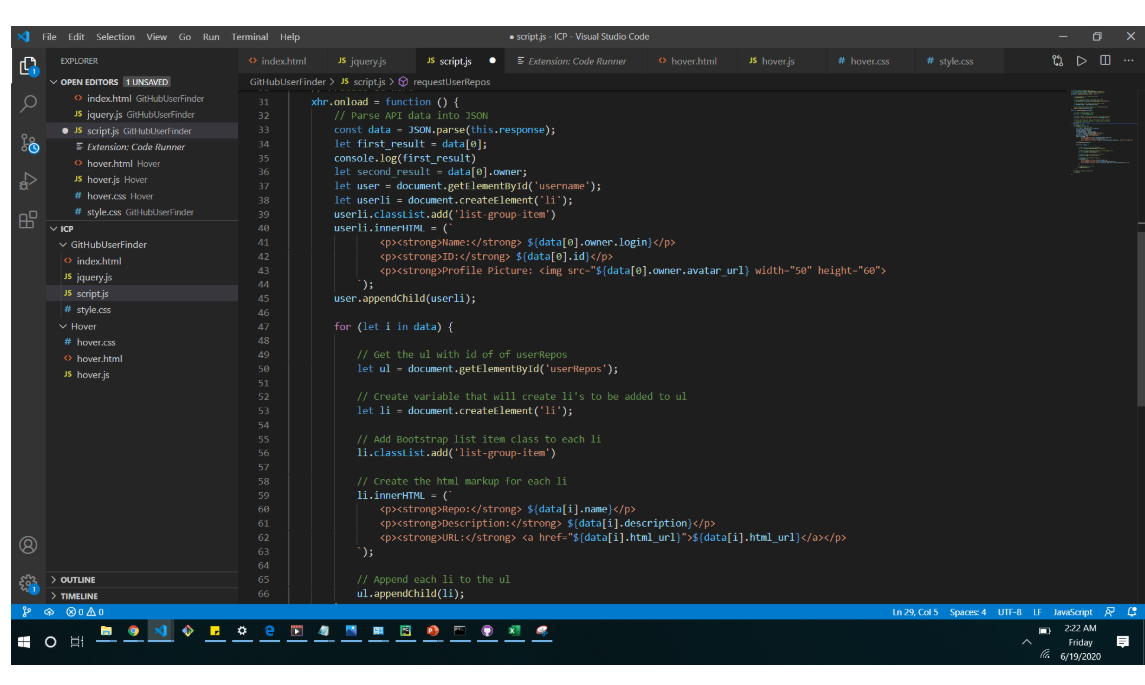 File Edit Selection View Go Run Terminal Help
● script.js - ICP - Visual Studio Code
EXPLORER
<> index.html
JS jquery.js
JS script.js ●
Extension: Code Runner
<> hover.html
JS hover.js
# hover.css
# style.css
OPEN EDITORS 1 UNSAVED
<> index.html GitHubUserFinder
JS jquery.js GitHubUserFinder
● JS script.js GitHubUserFinder
Extension: Code Runner
<> hover.html Hover
JS hover.js Hover
# hover.css Hover
# style.css GitHubUserFinder
ICP
GitHubUserFinder
<> index.html
JS jquery.js
JS script.js
# style.css
Hover
# hover.css
<> hover.html
JS hover.js
OUTLINE
TIMELINE
GitHubUserFinder > JS script.js > requestUserRepos
31 xhr.onload = function () {
32 // Parse API data into JSON
33 const data = JSON.parse(this.response);
34 let first_result = data[0];
35 console.log(first_result)
36 let second_result = data[0].owner;
37 let user = document.getElementById('username');
38 let userli = document.createElement('li');
39 userli.classList.add('list-group-item')
40 userli.innerHTML = (`
41 <p><strong>Name:</strong> ${data[0].owner.login}</p>
42 <p><strong>ID:</strong> ${data[0].id}</p>
43 <p><strong>Profile Picture: <img src="${data[0].owner.avatar_url} width="50" height="60">
44 `);
45 user.appendChild(userli);
46
47 for (let i in data) {
48
49 // Get the ul with id of of userRepos
50 let ul = document.getElementById('userRepos');
51
52 // Create variable that will create li's to be added to ul
53 let li = document.createElement('li');
54
55 // Add Bootstrap list item class to each li
56 li.classList.add('list-group-item')
57
58 // Create the html markup for each li
59 li.innerHTML = (`
60 <p><strong>Repo:</strong> ${data[i].name}</p>
61 <p><strong>Description:</strong> ${data[i].description}</p>
62 <p><strong>URL:</strong> <a href="${data[i].html_url}">${data[i].html_url}</a></p>
63 `);
64
65 // Append each li to the ul
66 ul.appendChild(li);
0 0
Ln 29, Col 5 Spaces: 4 UTF-8 LF JavaScript
2:22 AM
Friday
6/19/2020